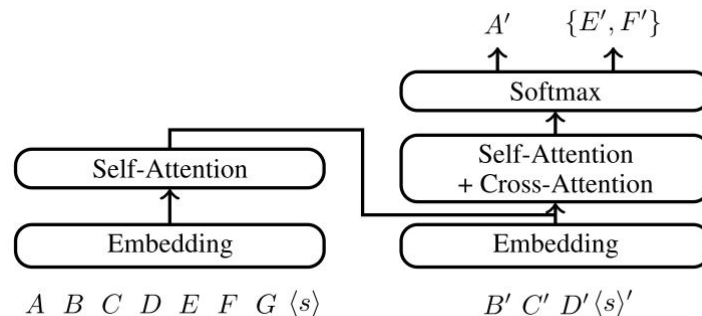 A′ {E′, F′}
Softmax
Self-Attention
Self-Attention
+ Cross-Attention
Embedding
Embedding
A B C D E F G ⟨s⟩
B′ C′ D′ ⟨s⟩′